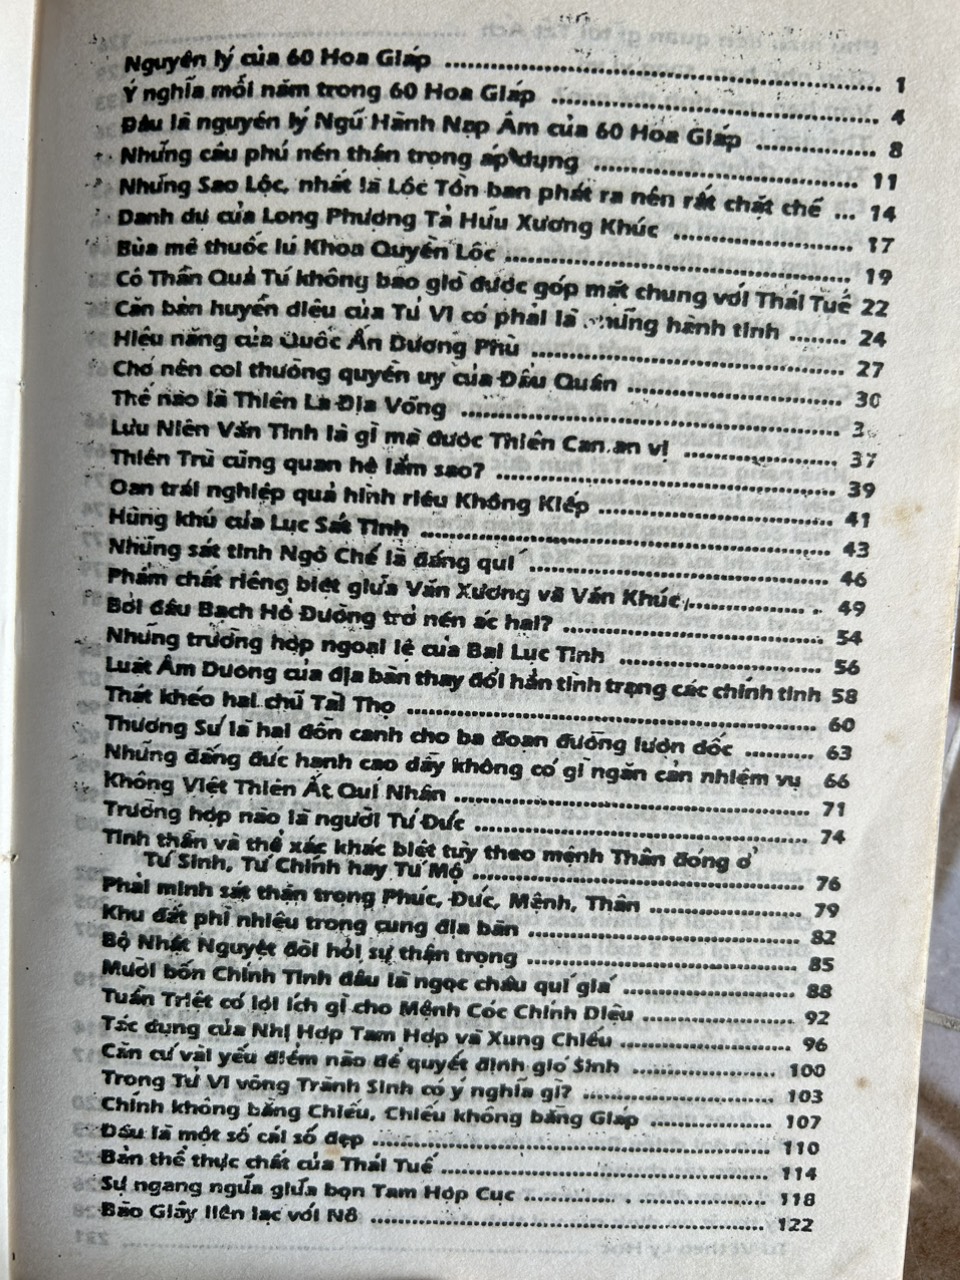 Nguyên lý của 60 Hoa Giáp ........ 1
Ý nghĩa mỗi năm trong 60 Hoa Giáp ........ 4
Đâu là nguyên lý Ngũ Hành Nạp Âm của 60 Hoa Giáp ........ 8
Những câu phú nên thận trọng áp dụng ........ 11
Những Sao Lộc, nhất là Lộc Tồn ban phát ra nên rất chặt chẽ ... 14
Danh dự của Long Phượng Tả Hữu Xương Khúc ........ 17
Bùa mê thuốc lú Khoa Quyền Lộc ........ 19
Cô Thần Quả Tú không bao giờ được góp mặt chung với Thái Tuế 22
Căn bản huyền diệu của Tử Vi có phải là những hành tinh ........ 24
Hiệu năng của Quốc Ấn Đường Phù ........ 27
Chớ nên coi thường quyền uy của Đẩu Quân ........ 30
Thế nào là Thiên La Địa Võng ........ 3
Lưu Niên Văn Tinh là gì mà được Thiên Can an vị ........ 37
Thiên Trù cũng quan hệ lắm sao? ........ 39
Oan trái nghiệp quả hình riêu Không Kiếp ........ 41
Hùng khú của Lục Sát Tinh ........ 43
Những sát tinh Ngộ Chế là đáng quí ........ 46
Phẩm chất riêng biệt giữa Văn Xương và Văn Khúc ........ 49
Bởi đâu Bạch Hổ Đường trở nên ác hại? ........ 54
Những trường hợp ngoại lệ của Bại Lục Tinh ........ 56
Luật Âm Dương của địa bàn thay đổi hẳn tình trạng các chính tinh 58
Thật khéo hai chữ Tài Thọ ........ 60
Thương Sứ là hai đồn canh cho ba đoạn đường lượn dốc ........ 63
Những đấng đức hạnh cao dầy không có gì ngăn cản nhiệm vụ 66
Không Việt Thiên Ất Quí Nhân ........ 71
Trường hợp nào là người Tứ Đức ........ 74
Tinh thần và thể xác khác biệt tùy theo mệnh Thân đóng ở
Tứ Sinh, Tứ Chính hay Tứ Mộ ........ 76
Phải minh sát thận trọng Phúc, Đức, Mệnh, Thân ........ 79
Khu đất phì nhiêu trong cung địa bàn ........ 82
Bộ Nhật Nguyệt đòi hỏi sự thận trọng ........ 85
Mười bốn Chính Tinh đâu là ngọc châu quí giá ........ 88
Tuần Triệt có lợi ích gì cho Mệnh Cóc Chính Diệu ........ 92
Tác dụng của Nhị Hợp Tam Hợp và Xung Chiếu ........ 96
Căn cứ vài yếu điểm nào để quyết định giờ Sinh ........ 100
Trong Tử Vi vòng Tràng Sinh có ý nghĩa gì? ........ 103
Chính không bằng Chiếu, Chiếu không bằng Giáp ........ 107
Đâu là một số cái số đẹp ........ 110
Bản thể thực chất của Thái Tuế ........ 114
Sự ngang ngửa giữa bọn Tam Hợp Cục ........ 118
Bão Giây liên lạc với Nô ........ 122